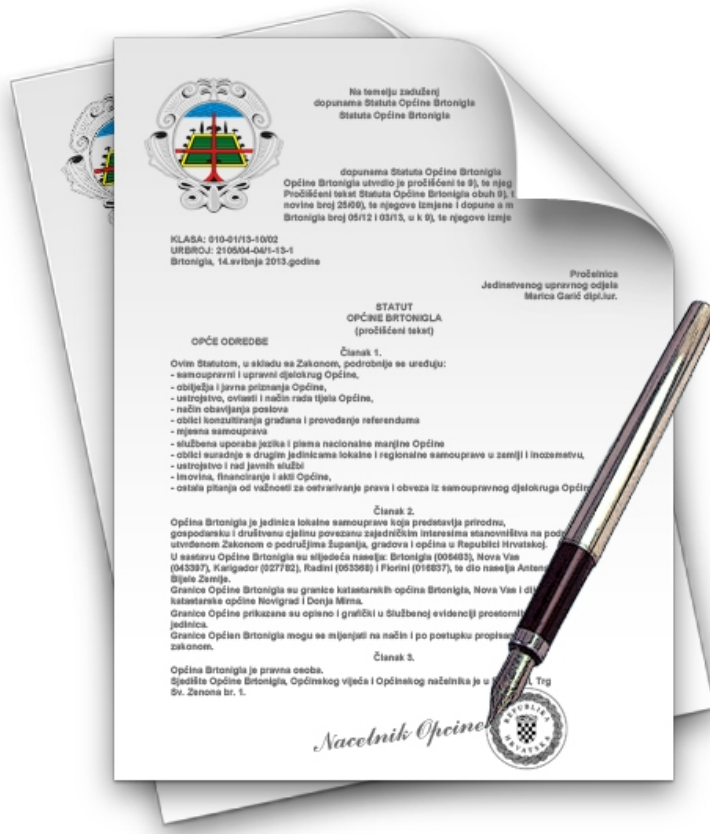 Na temelju zaduženj
dopunama Statuta Općine Brtonigla
Statuta Općine Brtonigla
dopunama Statuta Općine Brtonigla
Općine Brtonigla utvrdio je pročišćeni te 9), te njeg
Pročišćeni tekst Statuta Općine Brtonigla obuh 9), t
novine broj 25/09), te njegove izmjene i dopune a m
Brtonigla broj 05/12 i 03/13, u k 9), te njegove izmje
KLASA: 010-01/13-10/02
URBROJ: 2105/04-04/1-13-1
Brtonigla, 14.svibnja 2013.godine
Pročelnica
Jedinstvenog upravnog odjela
Marica Garić dipl.iur.
STATUT
OPĆINE BRTONIGLA
(pročišćeni tekst)
OPĆE ODREDBE
Članak 1.
Ovim Statutom, u skladu sa Zakonom, podrobnije se uređuju:
- samoupravni i upravni djelokrug Općine,
- obilježja i javna priznanja Općine,
- ustrojstvo, ovlasti i način rada tijela Općine,
- način obavljanja poslova
- oblici konzultiranja građana i provođenje referenduma
- mjesna samouprava
- službena uporaba jezika i pisma nacionalne manjine Općine
- oblici suradnje s drugim jedinicama lokalne i regionalne samouprave u zemlji i inozemstvu,
- ustrojstvo i rad javnih službi
- imovina, financiranje i akti Općine,
- ostala pitanja od važnosti za ostvarivanje prava i obveza iz samoupravnog djelokruga Općin
Članak 2.
Općina Brtonigla je jedinica lokalne samouprave koja predstavlja prirodnu,
gospodarsku i društvenu cjelinu povezanu zajedničkim interesima stanovništva na pod
utvrđenom Zakonom o područjima županija, gradova i općina u Republici Hrvatskoj.
U sastavu Općine Brtonigla su slijedeća naselja: Brtonigla (006483), Nova Vas
(043397), Karigador (027782), Radini (053368) i Fiorini (016837), te dio naselja Anten
Bijele Zemlje.
Granice Općine Brtonigla su granice katastarskih općina Brtonigla, Nova Vas i di
katastarske općine Novigrad i Donja Mirna.
Granice Općine prikazane su opisno i grafički u Službenoj evidenciji prostornih
jedinica.
Granice Općien Brtonigla mogu se mijenjati na način i po postupku propisa
zakonom.
Članak 3.
Općina Brtonigla je pravna osoba.
Sjedište Općine Brtonigla, Općinskog vijeća i Općinskog načelnika je u Trg
Sv. Zenona br. 1.
Nacelnik Opcine
REPUBLIKA
HRVATSKA